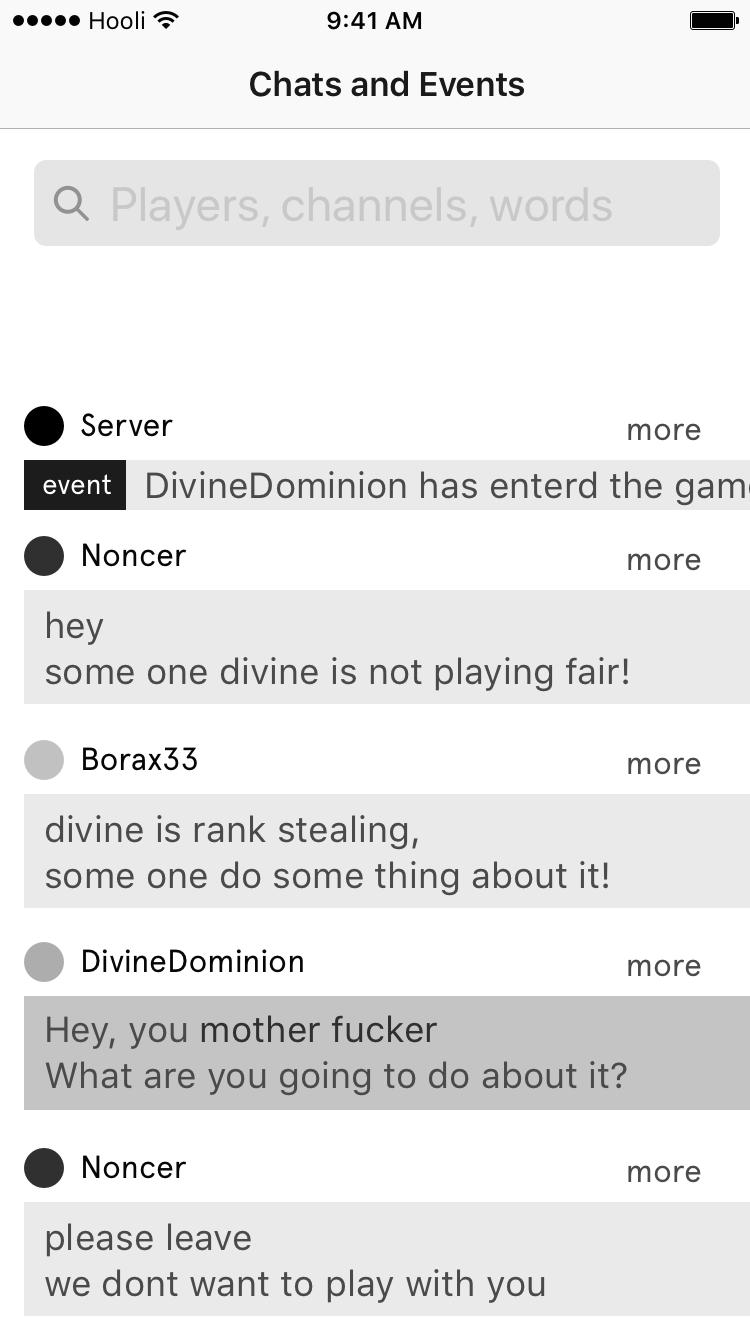 Hooli 9:41 AM
Chats and Events
Players, channels, words
Server more
event DivineDominion has enterd the game
Noncer more
hey
some one divine is not playing fair!
Borax33 more
divine is rank stealing,
some one do some thing about it!
DivineDominion more
Hey, you mother fucker
What are you going to do about it?
Noncer more
please leave
we dont want to play with you